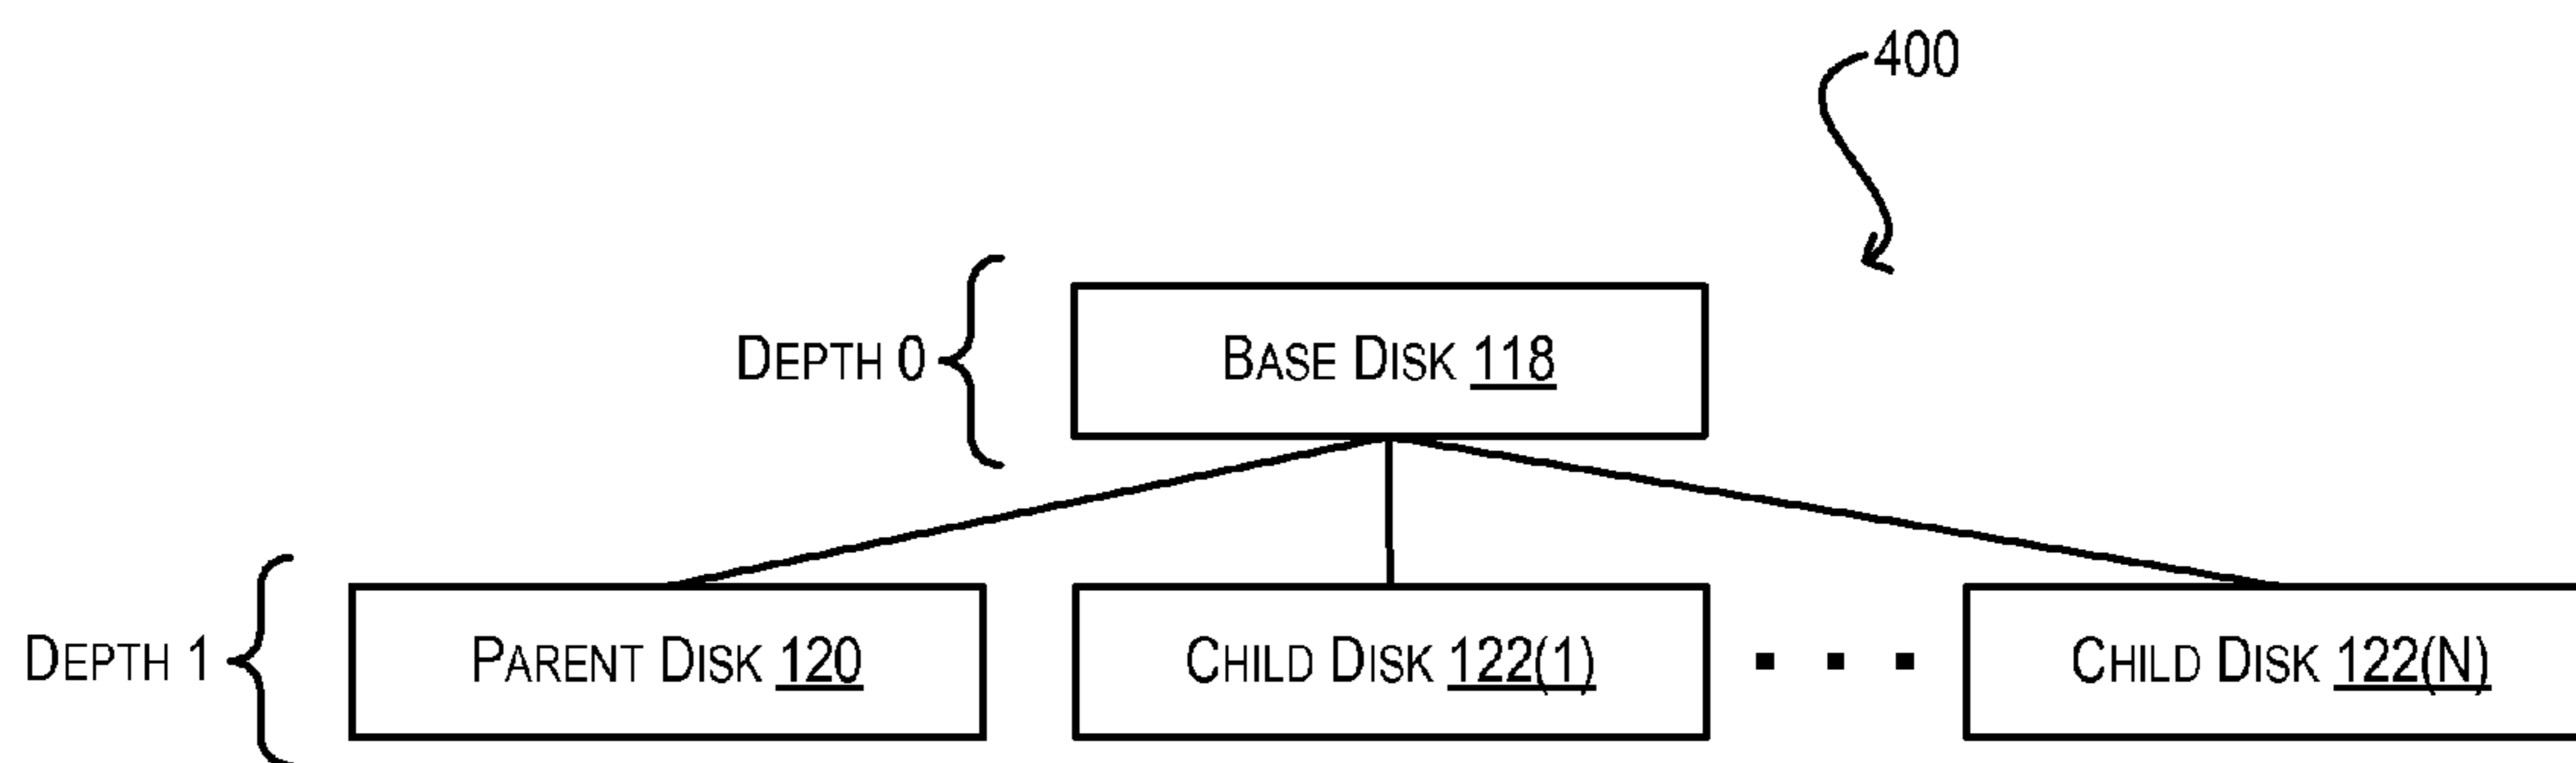 400
DEPTH 0
BASE DISK 118
DEPTH 1
PARENT DISK 120
CHILD DISK 122(1)
CHILD DISK 122(N)